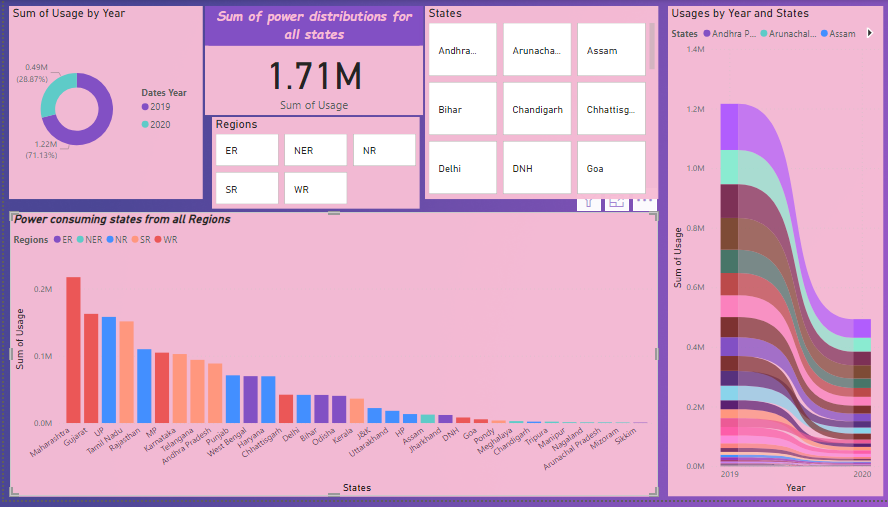 Sum of Usage by Year
0.49M
(28.87%)
1.22M
(71.13%)
Dates Year
2019
2020
Sum of power distributions for
all states
1.71M
Sum of Usage
Regions
ER
NER
NR
SR
WR
States
Andhra...
Arunacha...
Assam
Bihar
Chandigarh
Chhattisg...
Delhi
DNH
Goa
Power consuming states from all Regions
Regions ER NER NR SR WR
Sum of Usage
0.2M
0.1M
0.0M
Maharashtra
Gujarat
UP
Tamil Nadu
Rajasthan
MP
Karnataka
Telangana
Andhra Pradesh
Punjab
West Bengal
Haryana
Chhattisgarh
Delhi
Bihar
Odisha
Kerala
J&K
Uttarakhand
HP
Assam
Jharkhand
DNH
Goa
Pondy
Meghalaya
Chandigarh
Tripura
Manipur
Nagaland
Arunachal Pradesh
Mizoram
Sikkim
States
Usages by Year and States
States Andhra P... Arunachal... Assam
Sum of Usage
1.4M
1.2M
1.0M
0.8M
0.6M
0.4M
0.2M
0.0M
2019
2020
Year